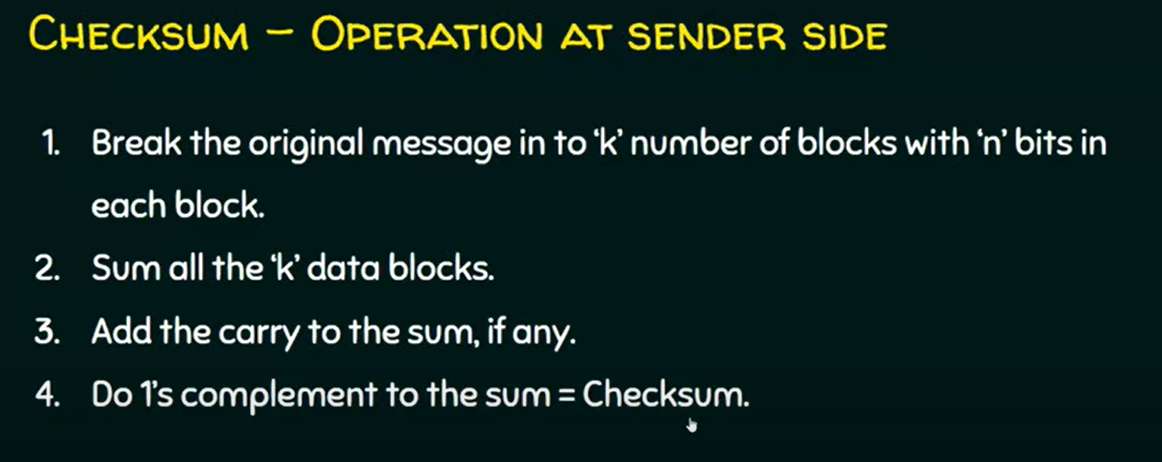 CHECKSUM – OPERATION AT SENDER SIDE
1. Break the original message in to ‘k’ number of blocks with ‘n’ bits in
each block.
2. Sum all the ‘k’ data blocks.
3. Add the carry to the sum, if any.
4. Do 1’s complement to the sum = Checksum.